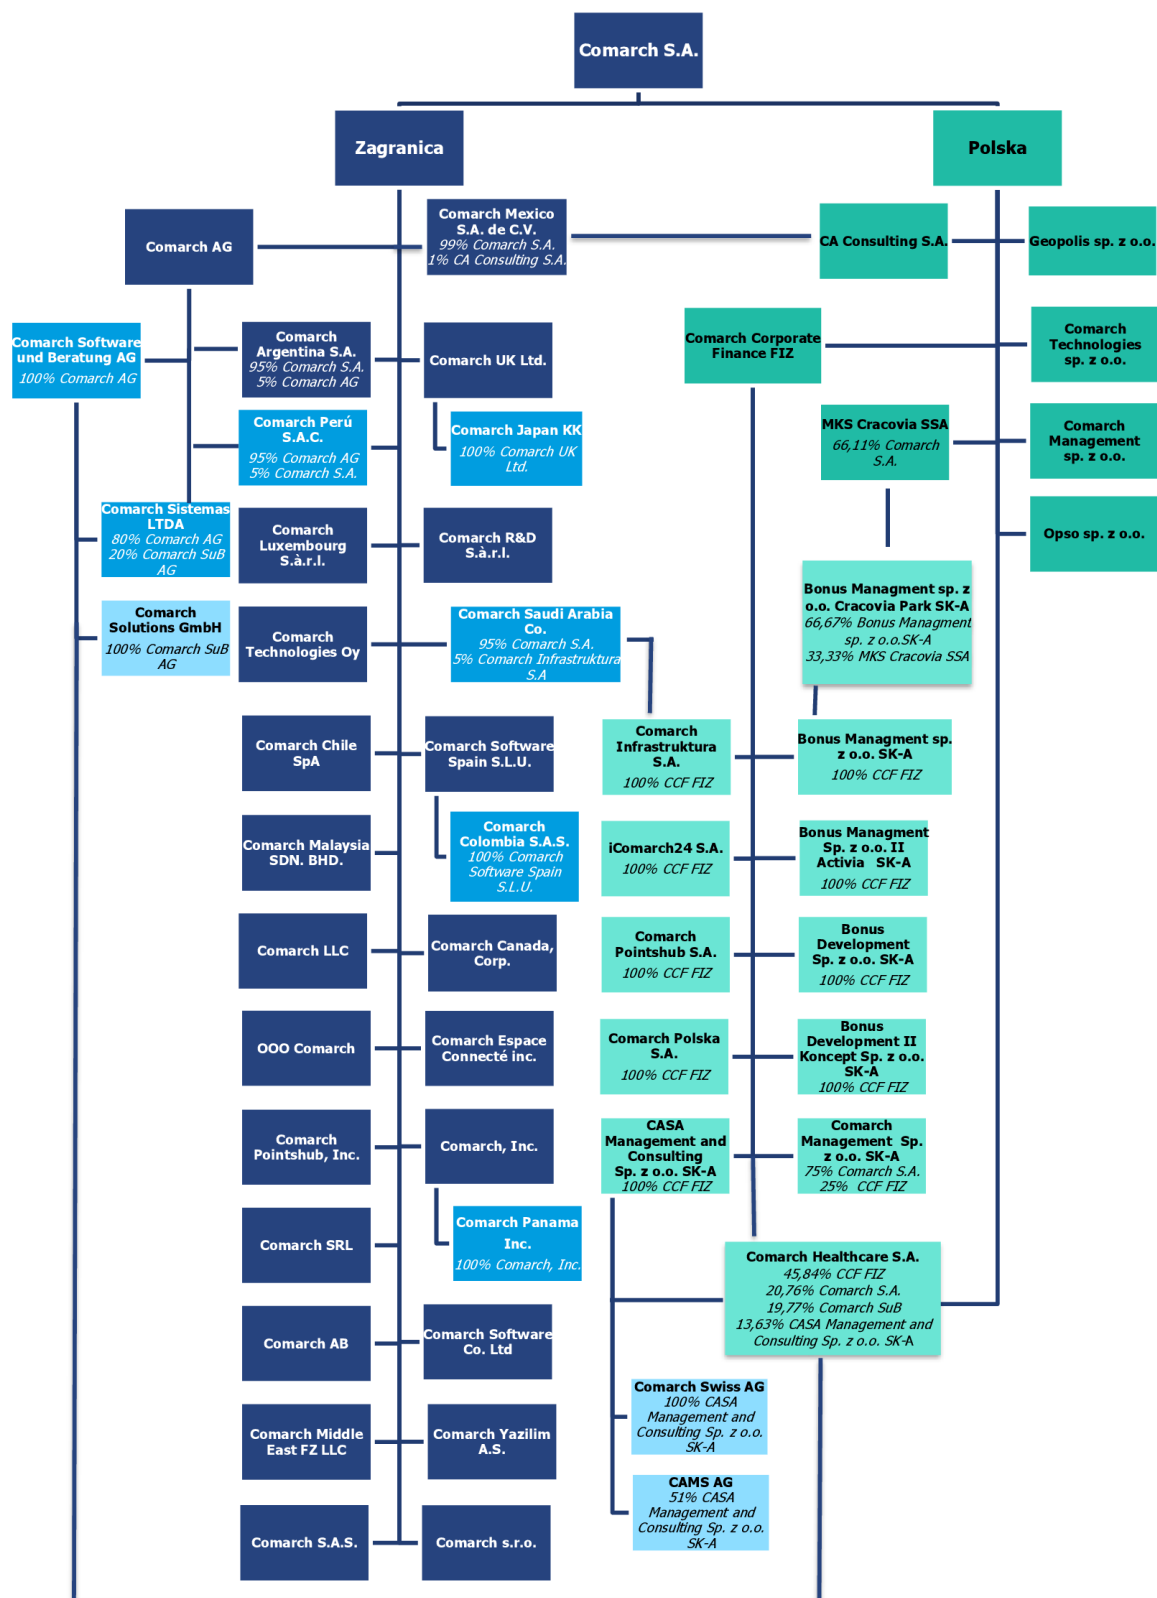 Comarch S.A.
Zagranica
Polska
Comarch AG
Comarch Mexico
S.A. de C.V.
99% Comarch S.A.
1% CA Consulting S.A.
CA Consulting S.A.
Geopolis sp. z o.o.
Comarch Software
und Beratung AG
100% Comarch AG
Comarch
Argentina S.A.
95% Comarch S.A.
5% Comarch AG
Comarch UK Ltd.
Comarch Corporate
Finance FIZ
Comarch
Technologies
sp. z o.o.
Comarch Perú
S.A.C.
95% Comarch AG
5% Comarch S.A.
Comarch Japan KK
100% Comarch UK
Ltd.
MKS Cracovia SSA
66,11% Comarch
S.A.
Comarch
Management
sp. z o.o.
Comarch Sistemas
LTDA
80% Comarch AG
20% Comarch SuB
AG
Comarch
Luxembourg
S.à.r.l.
Comarch R&D
S.à.r.l.
Opso sp. z o.o.
Comarch
Solutions GmbH
100% Comarch SuB
AG
Comarch
Technologies Oy
Comarch Saudi Arabia
Co.
95% Comarch S.A.
5% Comarch Infrastruktura
S.A
Bonus Managment sp. z
o.o. Cracovia Park SK-A
66,67% Bonus Managment
sp. z o.o.SK-A
33,33% MKS Cracovia SSA
Comarch Chile
SpA
Comarch Software
Spain S.L.U.
Comarch
Infrastruktura
S.A.
100% CCF FIZ
Bonus Managment sp.
z o.o. SK-A
100% CCF FIZ
Comarch Malaysia
SDN. BHD.
Comarch
Colombia S.A.S.
100% Comarch
Software Spain
S.L.U.
iComarch24 S.A.
100% CCF FIZ
Bonus Managment
Sp. z o.o. II
Activia SK-A
100% CCF FIZ
Comarch LLC
Comarch Canada,
Corp.
Comarch
Pointshub S.A.
100% CCF FIZ
Bonus
Development
Sp. z o.o. SK-A
100% CCF FIZ
OOO Comarch
Comarch Espace
Connecté inc.
Comarch Polska
S.A.
100% CCF FIZ
Bonus
Development II
Koncept Sp. z o.o.
SK-A
100% CCF FIZ
Comarch
Pointshub, Inc.
Comarch, Inc.
CASA
Management and
Consulting
Sp. z o.o. SK-A
100% CCF FIZ
Comarch
Management Sp.
z o.o. SK-A
75% Comarch S.A.
25% CCF FIZ
Comarch SRL
Comarch Panama
Inc.
100% Comarch, Inc.
Comarch Healthcare S.A.
45,84% CCF FIZ
20,76% Comarch S.A.
19,77% Comarch SuB
13,63% CASA Management and
Consulting Sp. z o.o. SK-A
Comarch AB
Comarch Software
Co. Ltd
Comarch Swiss AG
100% CASA
Management and
Consulting Sp. z o.o.
SK-A
Comarch Middle
East FZ LLC
Comarch Yazilim
A.S.
CAMS AG
51% CASA
Management and
Consulting Sp. z o.o.
SK-A
Comarch S.A.S.
Comarch s.r.o.